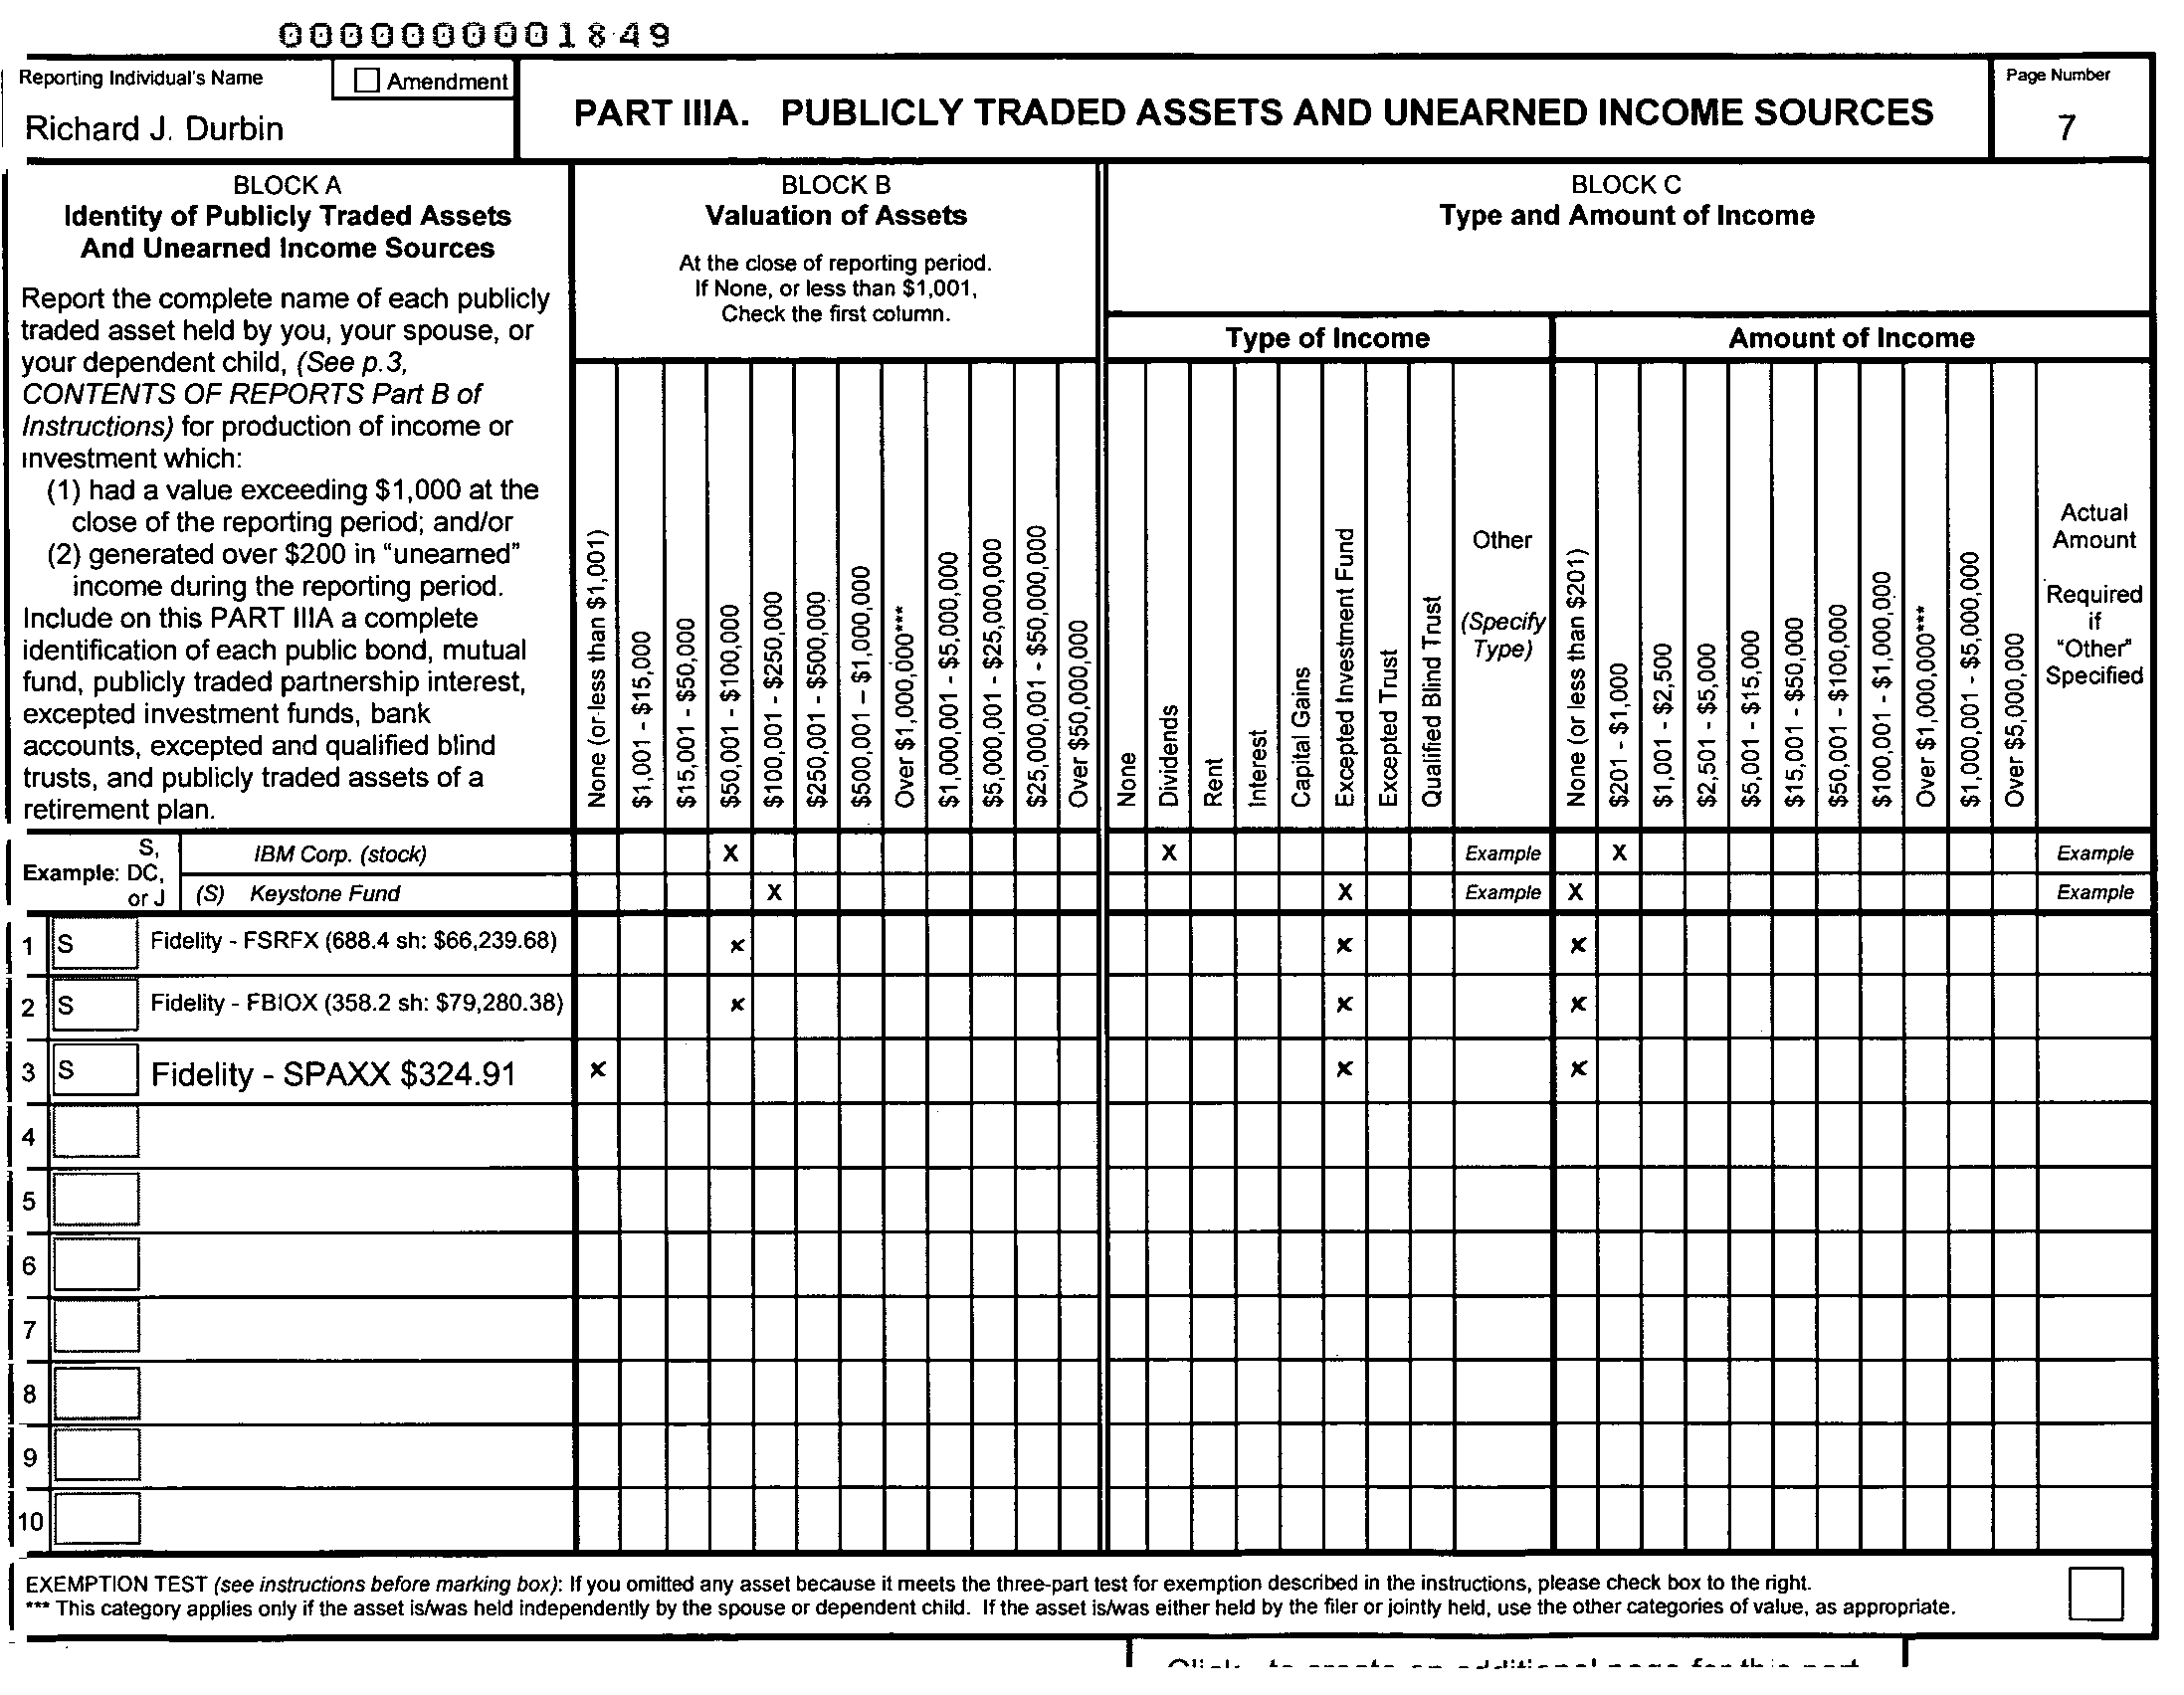 0000000001849
Reporting Individual's Name
Amendment
Richard J. Durbin
PART IIIA. PUBLICLY TRADED ASSETS AND UNEARNED INCOME SOURCES
Page Number
7
BLOCK A
Identity of Publicly Traded Assets
And Unearned Income Sources
Report the complete name of each publicly
traded asset held by you, your spouse, or
your dependent child, (See p.3,
CONTENTS OF REPORTS Part B of
Instructions) for production of income or
investment which:
(1) had a value exceeding $1,000 at the
close of the reporting period; and/or
(2) generated over $200 in "unearned"
income during the reporting period.
Include on this PART IIIA a complete
identification of each public bond, mutual
fund, publicly traded partnership interest,
excepted investment funds, bank
accounts, excepted and qualified blind
trusts, and publicly traded assets of a
retirement plan.
BLOCK B
Valuation of Assets
At the close of reporting period.
If None, or less than $1,001,
Check the first column.
None (or less than $1,001)
$1,001 - $15,000
$15,001 - $50,000
$50,001 - $100,000
$100,001 - $250,000
$250,001 - $500,000
$500,001 – $1,000,000
Over $1,000,000***
$1,000,001 - $5,000,000
$5,000,001 - $25,000,000
$25,000,001 - $50,000,000
Over $50,000,000
BLOCK C
Type and Amount of Income
Type of Income
None
Dividends
Rent
Interest
Capital Gains
Excepted Investment Fund
Excepted Trust
Qualified Blind Trust
Other
(Specify
Type)
Amount of Income
None (or less than $201)
$201 - $1,000
$1,001 - $2,500
$2,501 - $5,000
$5,001 - $15,000
$15,001 - $50,000
$50,001 - $100,000
$100,001 - $1,000,000
Over $1,000,000***
$1,000,001 - $5,000,000
Over $5,000,000
Actual
Amount
Required
if
"Other"
Specified
Example: S, DC, or J
IBM Corp. (stock) X X Example X Example
(S) Keystone Fund X X Example X Example
1 S Fidelity - FSRFX (688.4 sh: $66,239.68) x x x
2 S Fidelity - FBIOX (358.2 sh: $79,280.38) x x x
3 S Fidelity - SPAXX $324.91 x x x
4
5
6
7
8
9
10
EXEMPTION TEST (see instructions before marking box): If you omitted any asset because it meets the three-part test for exemption described in the instructions, please check box to the right.
*** This category applies only if the asset is/was held independently by the spouse or dependent child. If the asset is/was either held by the filer or jointly held, use the other categories of value, as appropriate.